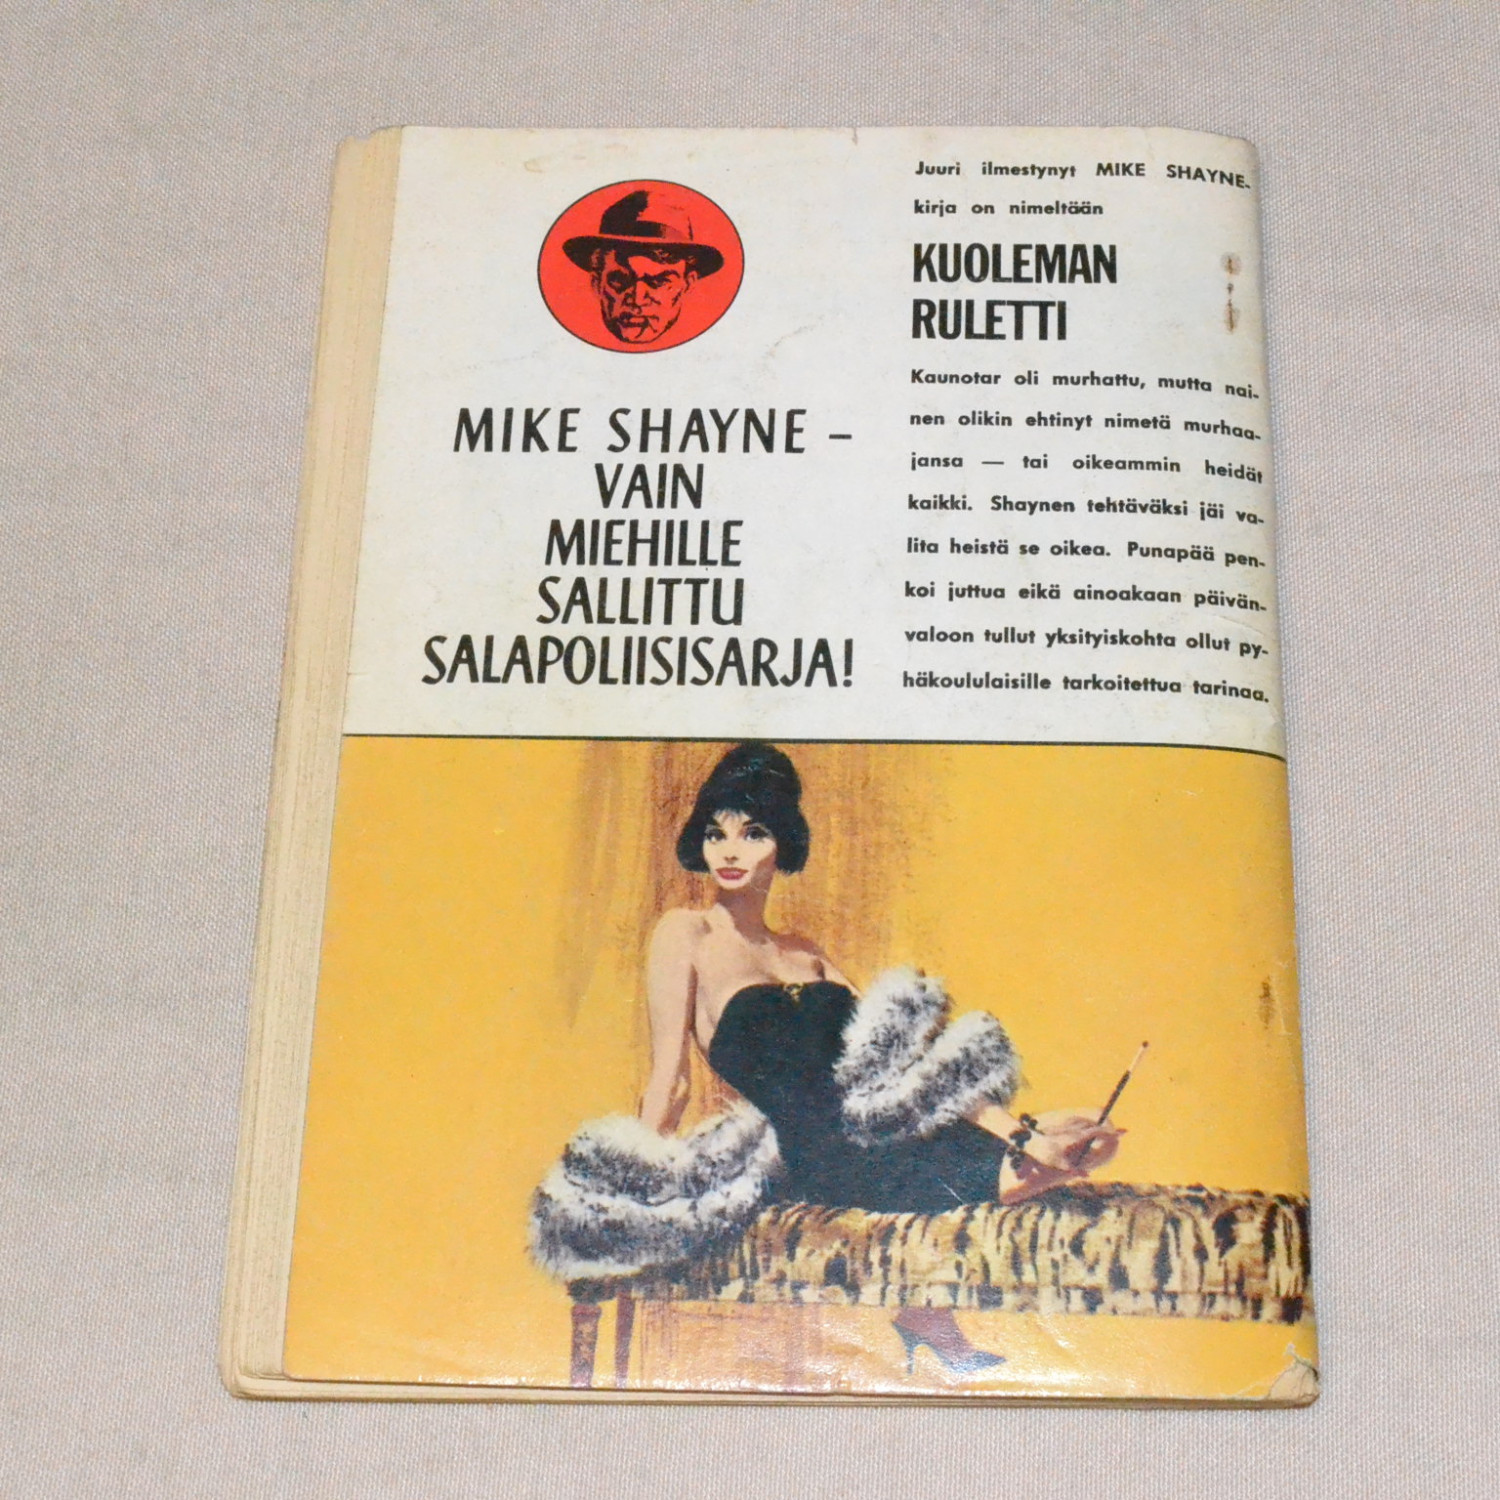 MIKE SHAYNE –
VAIN
MIEHILLE
SALLITTU
SALAPOLIISISARJA!
Juuri ilmestynyt MIKE SHAYNE-
kirja on nimeltään
KUOLEMAN
RULETTI
Kaunotar oli murhattu, mutta nai-
nen olikin ehtinyt nimetä murhaa-
jansa — tai oikeammin heidät
kaikki. Shaynen tehtäväksi jäi va-
lita heistä se oikea. Punapää pen-
koi juttua eikä ainoakaan päivän-
valoon tullut yksityiskohta ollut py-
häkoululaisille tarkoitettua tarinaa.